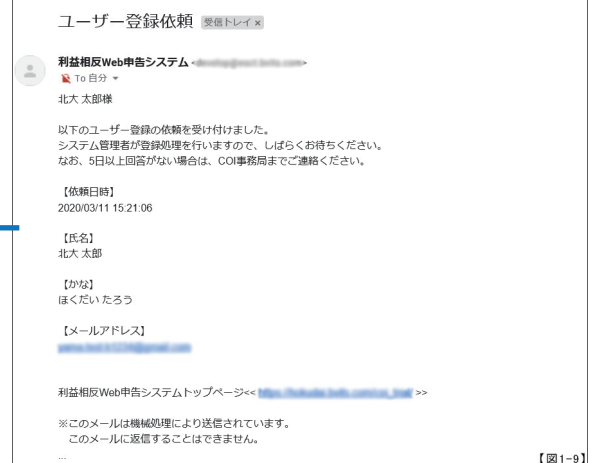 ユーザー登録依頼 受信トレイ ×
利益相反Web申告システム
To 自分
北大 太郎様
以下のユーザー登録の依頼を受け付けました。
システム管理者が登録処理を行いますので、しばらくお待ちください。
なお、5日以上回答がない場合は、COI事務局までご連絡ください。
【依頼日時】
2020/03/11 15:21:06
【氏名】
北大 太郎
【かな】
ほくだい たろう
【メールアドレス】
利益相反Web申告システムトップページ<< >>
※このメールは機械処理により送信されています。
このメールに返信することはできません。
...
【図1-9】